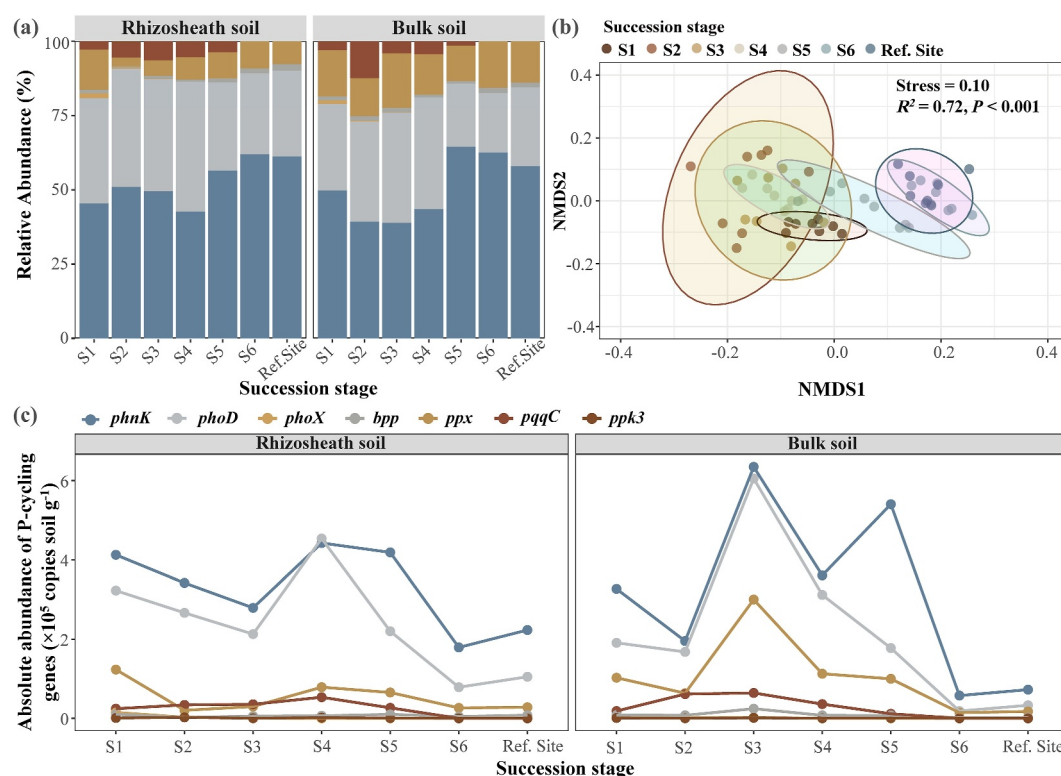 (a)
Rhizosheath soil
Bulk soil
Relative Abundance (%)
100
75
50
25
0
S1 S2 S3 S4 S5 S6 Ref.Site
S1 S2 S3 S4 S5 S6 Ref.Site
Succession stage
(b)
Succession stage
S1 S2 S3 S4 S5 S6 Ref. Site
Stress = 0.10
R² = 0.72, P < 0.001
NMDS2
0.4
0.2
0.0
-0.2
-0.4
-0.4 -0.2 0.0 0.2 0.4
NMDS1
(c)
phnK phoD phoX bpp ppx pqqC ppk3
Rhizosheath soil
Bulk soil
Absolute abundance of P-cycling
genes (×10⁵ copies soil g⁻¹)
6
4
2
0
S1 S2 S3 S4 S5 S6 Ref. Site
S1 S2 S3 S4 S5 S6 Ref. Site
Succession stage